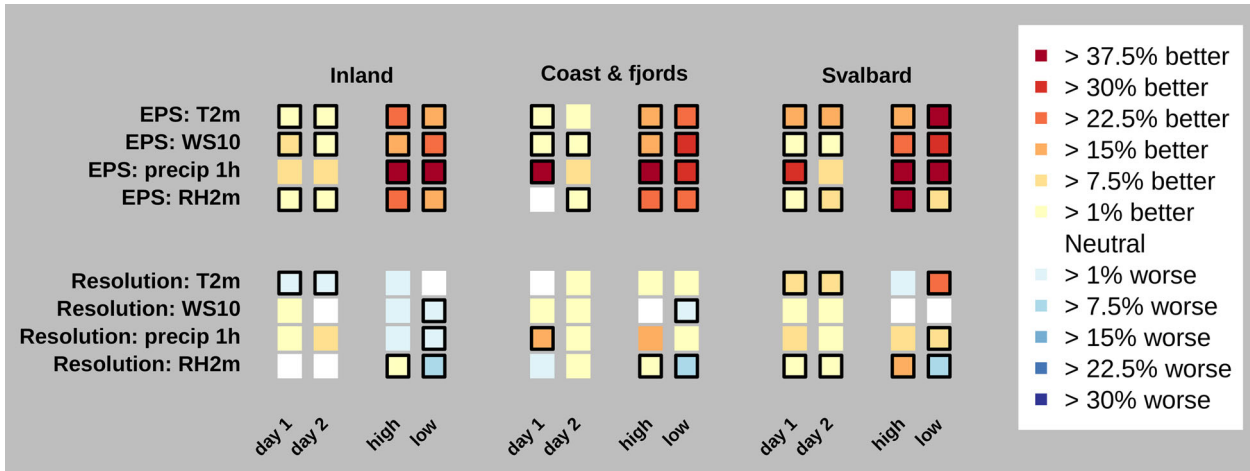 Inland
Coast & fjords
Svalbard
EPS: T2m
EPS: WS10
EPS: precip 1h
EPS: RH2m
Resolution: T2m
Resolution: WS10
Resolution: precip 1h
Resolution: RH2m
day 1
day 2
high
low
day 1
day 2
high
low
day 1
day 2
high
low
> 37.5% better
> 30% better
> 22.5% better
> 15% better
> 7.5% better
> 1% better
Neutral
> 1% worse
> 7.5% worse
> 15% worse
> 22.5% worse
> 30% worse